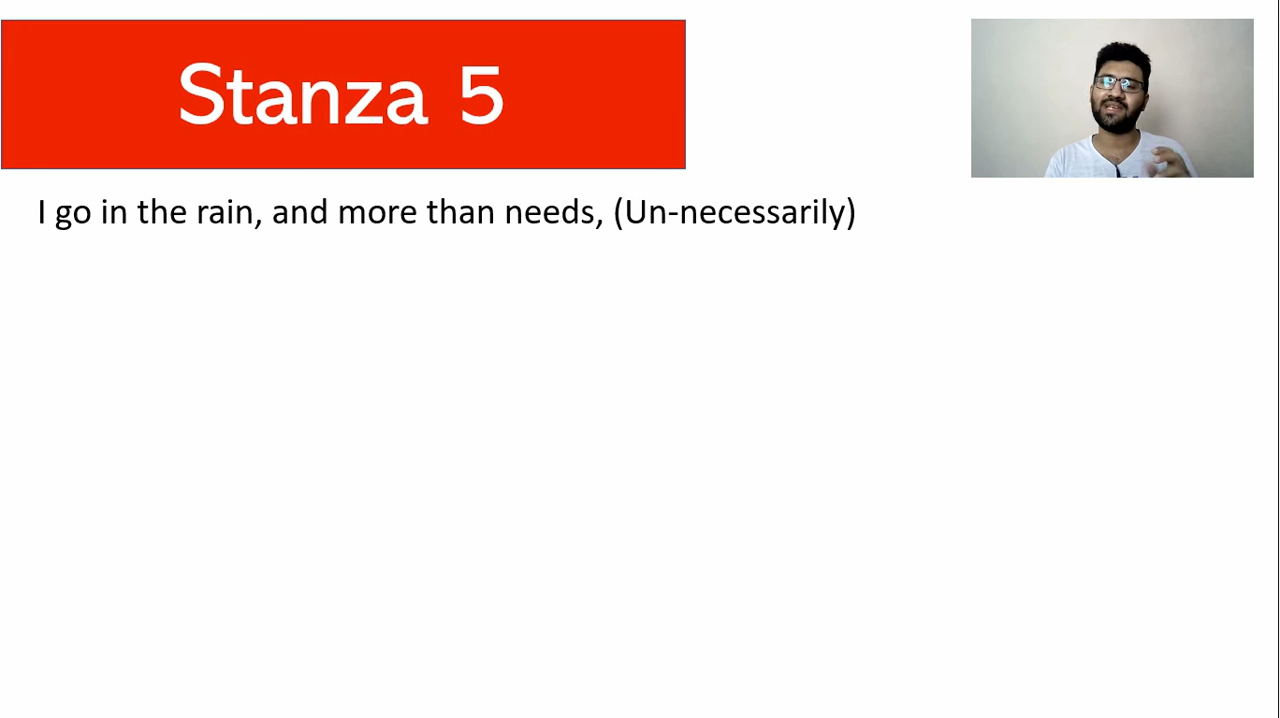 Stanza 5
I go in the rain, and more than needs, (Un-necessarily)